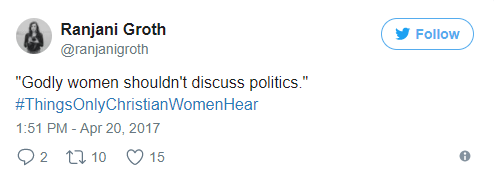 Ranjani Groth
@ranjanigroth
Follow
"Godly women shouldn't discuss politics."
#ThingsOnlyChristianWomenHear
1:51 PM - Apr 20, 2017
2 10 15